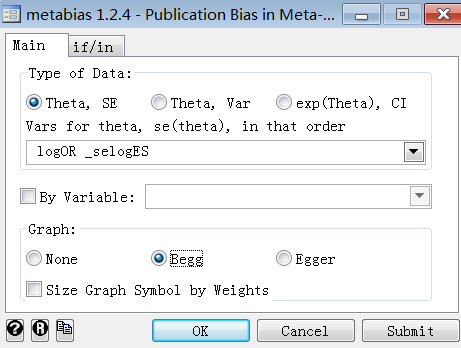 metabias 1.2.4 - Publication Bias in Meta-...
Main if/in
Type of Data:
Theta, SE Theta, Var exp(Theta), CI
Vars for theta, se(theta), in that order
logOR _selogES
By Variable:
Graph:
None Begg Egger
Size Graph Symbol by Weights
? R OK Cancel Submit